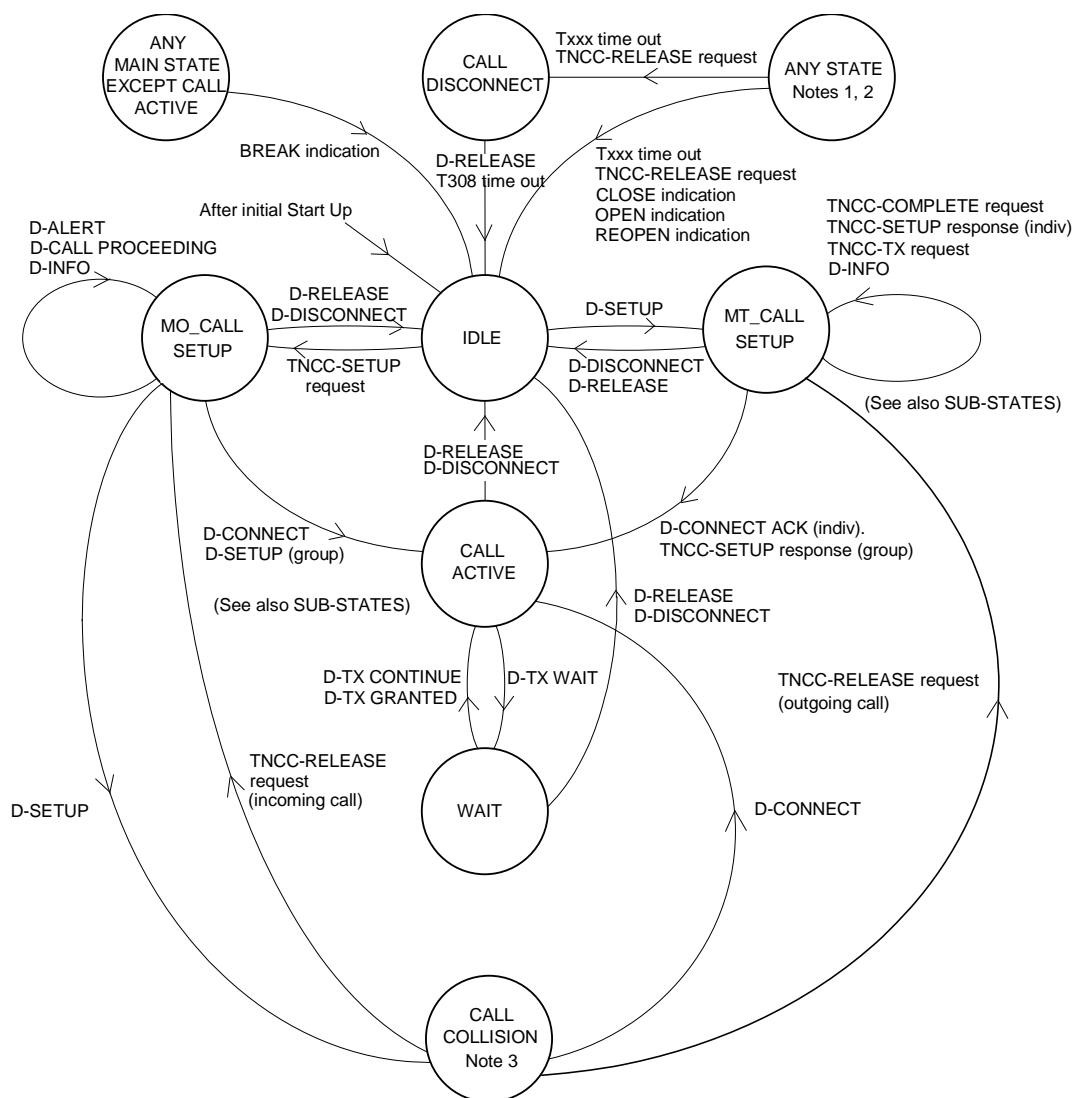 ANY
MAIN STATE
EXCEPT CALL
ACTIVE
CALL
DISCONNECT
Txxx time out
TNCC-RELEASE request
ANY STATE
Notes 1, 2
BREAK indication
D-RELEASE
T308 time out
Txxx time out
TNCC-RELEASE request
CLOSE indication
OPEN indication
REOPEN indication
After initial Start Up
TNCC-COMPLETE request
TNCC-SETUP response (indiv)
TNCC-TX request
D-INFO
D-ALERT
D-CALL PROCEEDING
D-INFO
MO_CALL
SETUP
D-RELEASE
D-DISCONNECT
TNCC-SETUP
request
IDLE
D-SETUP
D-DISCONNECT
D-RELEASE
MT_CALL
SETUP
(See also SUB-STATES)
D-RELEASE
D-DISCONNECT
D-CONNECT
D-SETUP (group)
CALL
ACTIVE
D-CONNECT ACK (indiv).
TNCC-SETUP response (group)
(See also SUB-STATES)
D-RELEASE
D-DISCONNECT
D-TX CONTINUE
D-TX GRANTED
D-TX WAIT
TNCC-RELEASE request
(outgoing call)
TNCC-RELEASE
request
(incoming call)
WAIT
D-SETUP
D-CONNECT
CALL
COLLISION
Note 3